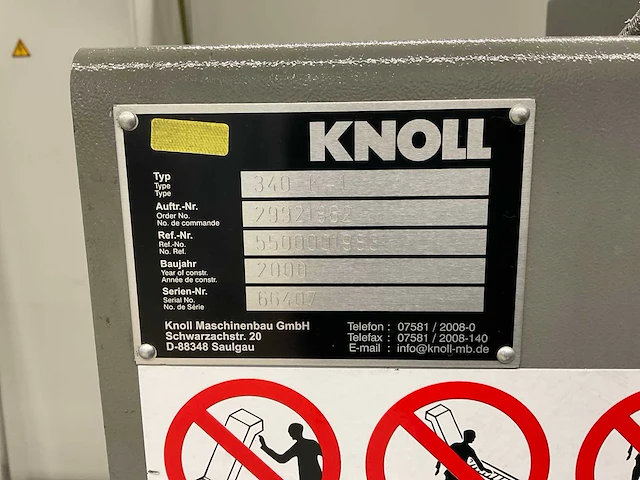 KNOLL
Typ
Type
Type
Auftr.-Nr.
Order No.
No. de commande
Ref.-Nr.
Ref.-No.
No. Ref.
5500001986
Baujahr
Year of constr.
Année de constr.
2000
Serien-Nr.
Serial No.
No. de Série
66407
Knoll Maschinenbau GmbH
Schwarzachstr. 20
D-88348 Saulgau
Telefon : 07581 / 2008-0
Telefax : 07581 / 2008-140
E-mail : info@knoll-mb.de